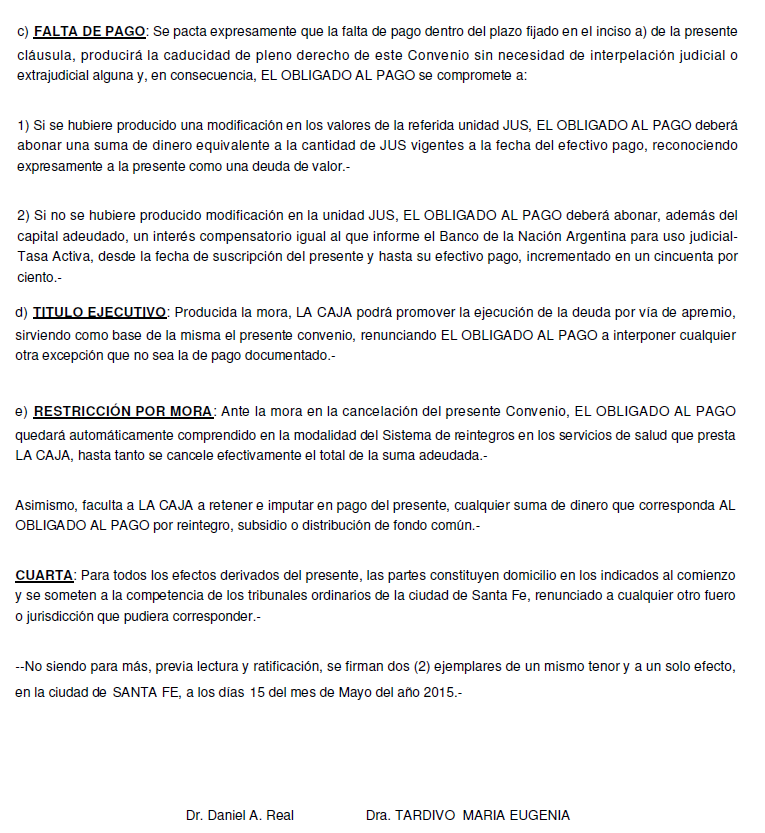 c) FALTA DE PAGO: Se pacta expresamente que la falta de pago dentro del plazo fijado en el inciso a) de la presente
cláusula, producirá la caducidad de pleno derecho de este Convenio sin necesidad de interpelación judicial o
extrajudicial alguna y, en consecuencia, EL OBLIGADO AL PAGO se compromete a:
1) Si se hubiere producido una modificación en los valores de la referida unidad JUS, EL OBLIGADO AL PAGO deberá
abonar una suma de dinero equivalente a la cantidad de JUS vigentes a la fecha del efectivo pago, reconociendo
expresamente a la presente como una deuda de valor.-
2) Si no se hubiere producido modificación en la unidad JUS, EL OBLIGADO AL PAGO deberá abonar, además del
capital adeudado, un interés compensatorio igual al que informe el Banco de la Nación Argentina para uso judicial-
Tasa Activa, desde la fecha de suscripción del presente y hasta su efectivo pago, incrementado en un cincuenta por
ciento.-
d) TITULO EJECUTIVO: Producida la mora, LA CAJA podrá promover la ejecución de la deuda por vía de apremio,
sirviendo como base de la misma el presente convenio, renunciando EL OBLIGADO AL PAGO a interponer cualquier
otra excepción que no sea la de pago documentado.-
e) RESTRICCIÓN POR MORA: Ante la mora en la cancelación del presente Convenio, EL OBLIGADO AL PAGO
quedará automáticamente comprendido en la modalidad del Sistema de reintegros en los servicios de salud que presta
LA CAJA, hasta tanto se cancele efectivamente el total de la suma adeudada.-
Asimismo, faculta a LA CAJA a retener e imputar en pago del presente, cualquier suma de dinero que corresponda AL
OBLIGADO AL PAGO por reintegro, subsidio o distribución de fondo común.-
CUARTA: Para todos los efectos derivados del presente, las partes constituyen domicilio en los indicados al comienzo
y se someten a la competencia de los tribunales ordinarios de la ciudad de Santa Fe, renunciado a cualquier otro fuero
o jurisdicción que pudiera corresponder.-
--No siendo para más, previa lectura y ratificación, se firman dos (2) ejemplares de un mismo tenor y a un solo efecto,
en la ciudad de SANTA FE, a los días 15 del mes de Mayo del año 2015.-
Dr. Daniel A. Real Dra. TARDIVO MARIA EUGENIA